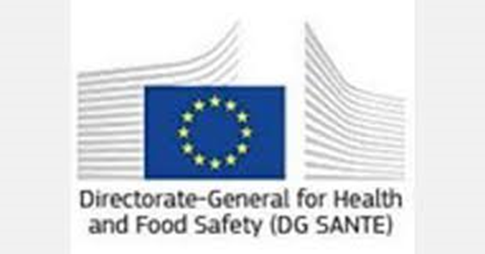 Directorate-General for Health
and Food Safety (DG SANTE)